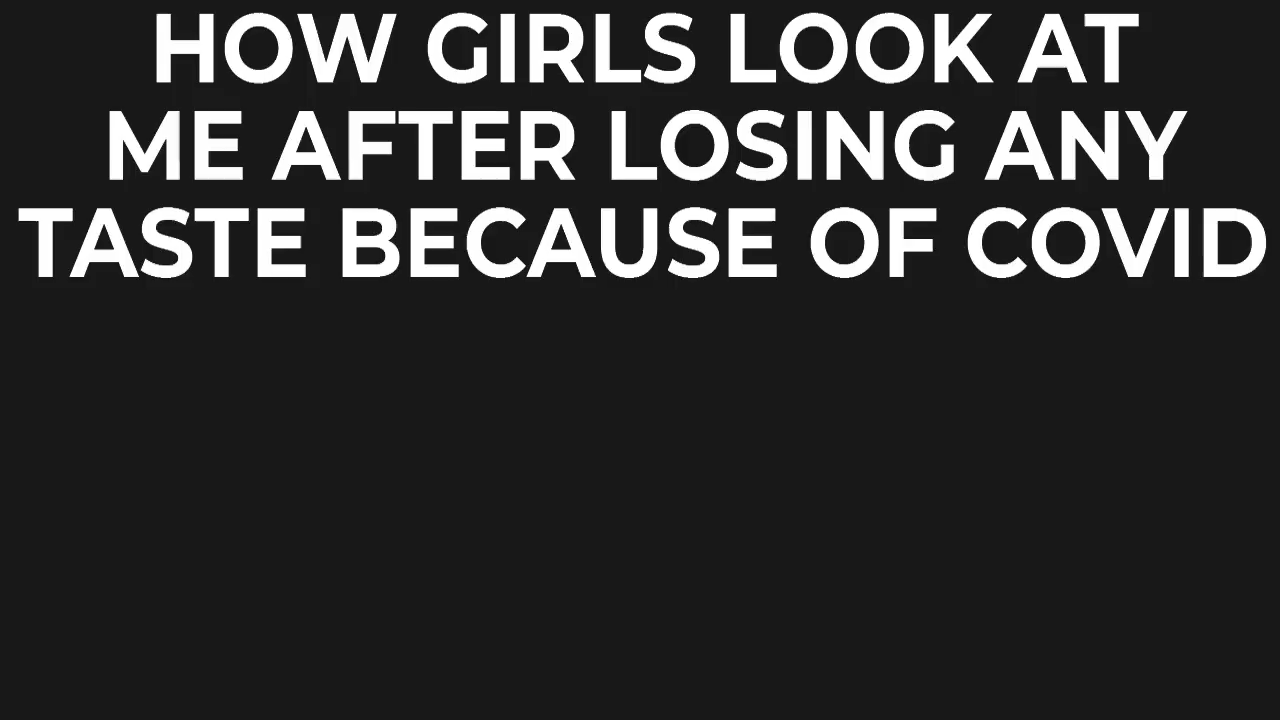 HOW GIRLS LOOK AT
ME AFTER LOSING ANY
TASTE BECAUSE OF COVID